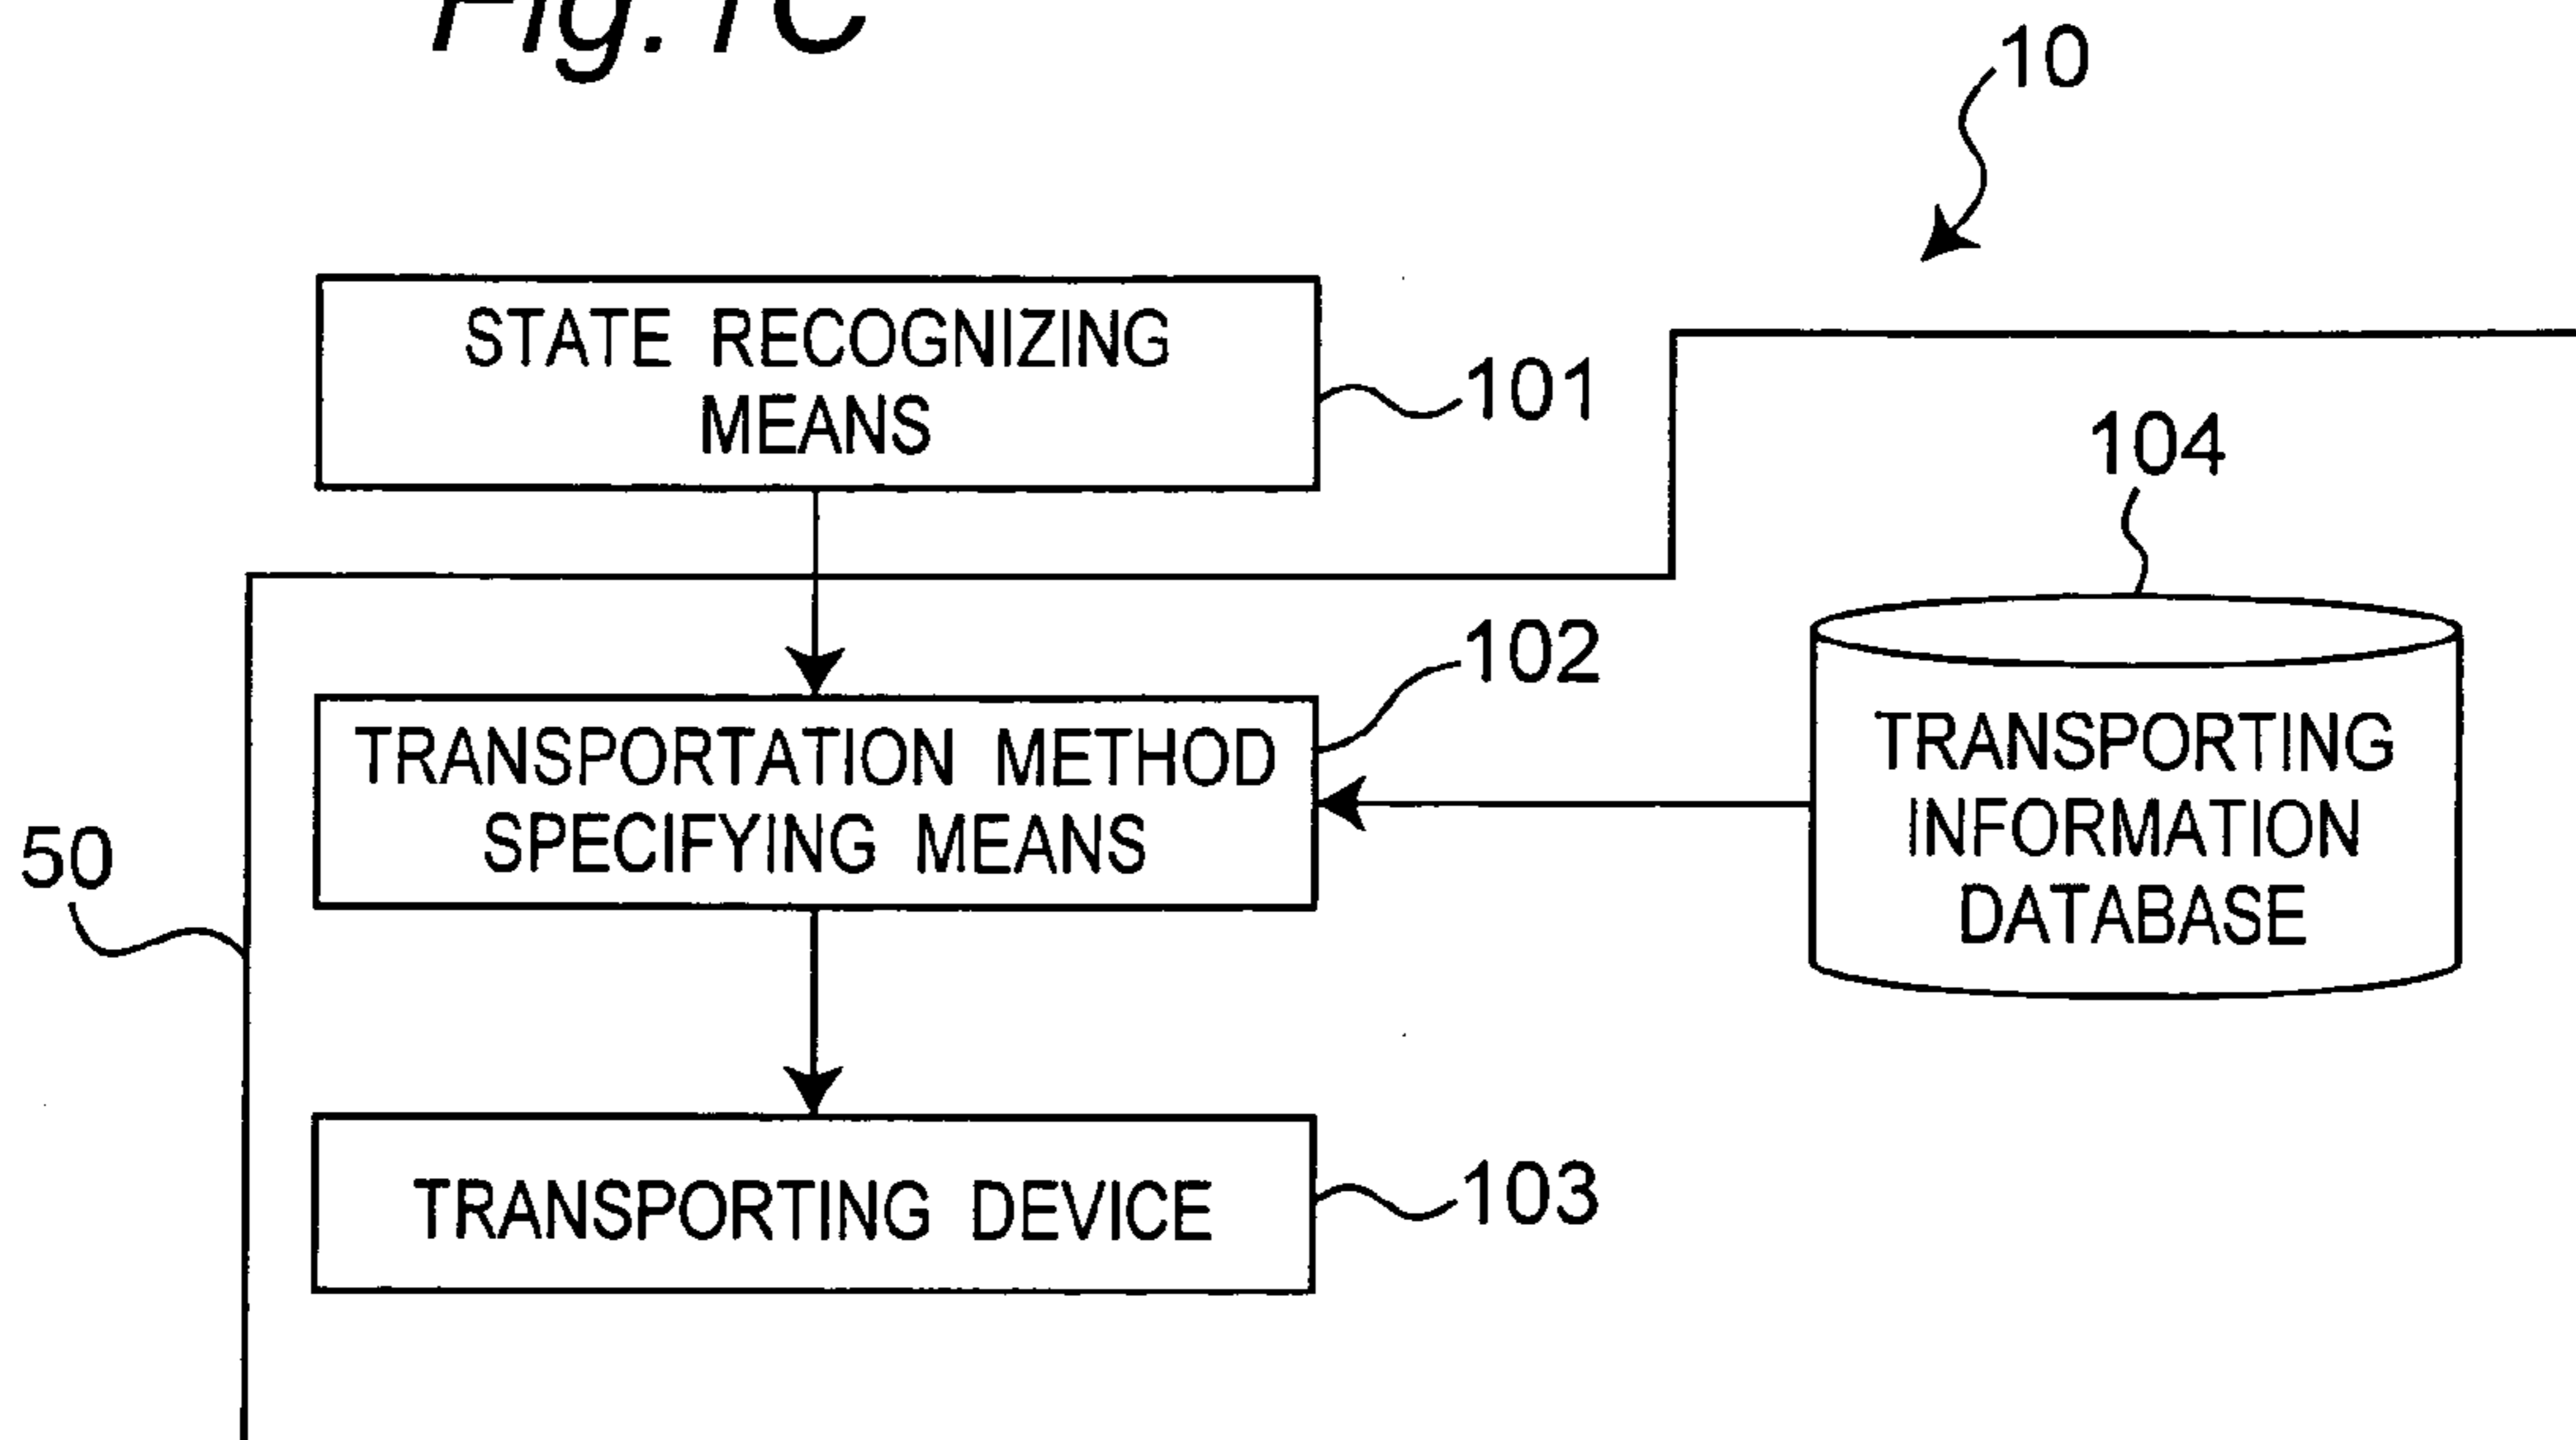 Fig.1C
10
STATE RECOGNIZING
MEANS
101
104
102
TRANSPORTATION METHOD
SPECIFYING MEANS
TRANSPORTING
INFORMATION
DATABASE
50
TRANSPORTING DEVICE
103